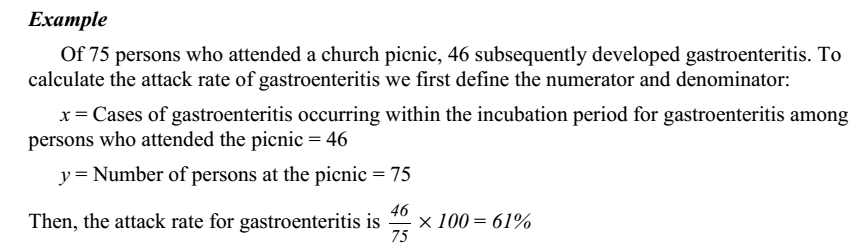 Example
Of 75 persons who attended a church picnic, 46 subsequently developed gastroenteritis. To
calculate the attack rate of gastroenteritis we first define the numerator and denominator:
x = Cases of gastroenteritis occurring within the incubation period for gastroenteritis among
persons who attended the picnic = 46
y = Number of persons at the picnic = 75
Then, the attack rate for gastroenteritis is 46/75 × 100 = 61%